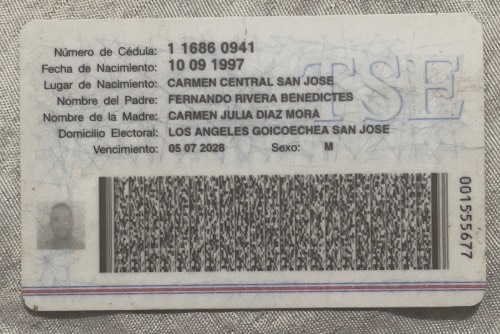 Número de Cédula: 1 1686 0941
Fecha de Nacimiento: 10 09 1997
Lugar de Nacimiento: CARMEN CENTRAL SAN JOSE
Nombre del Padre: FERNANDO RIVERA BENEDICTES
Nombre de la Madre: CARMEN JULIA DIAZ MORA
Domicilio Electoral: LOS ANGELES GOICOECHEA SAN JOSE
Vencimiento: 05 07 2028 Sexo: M
TSE
001555677